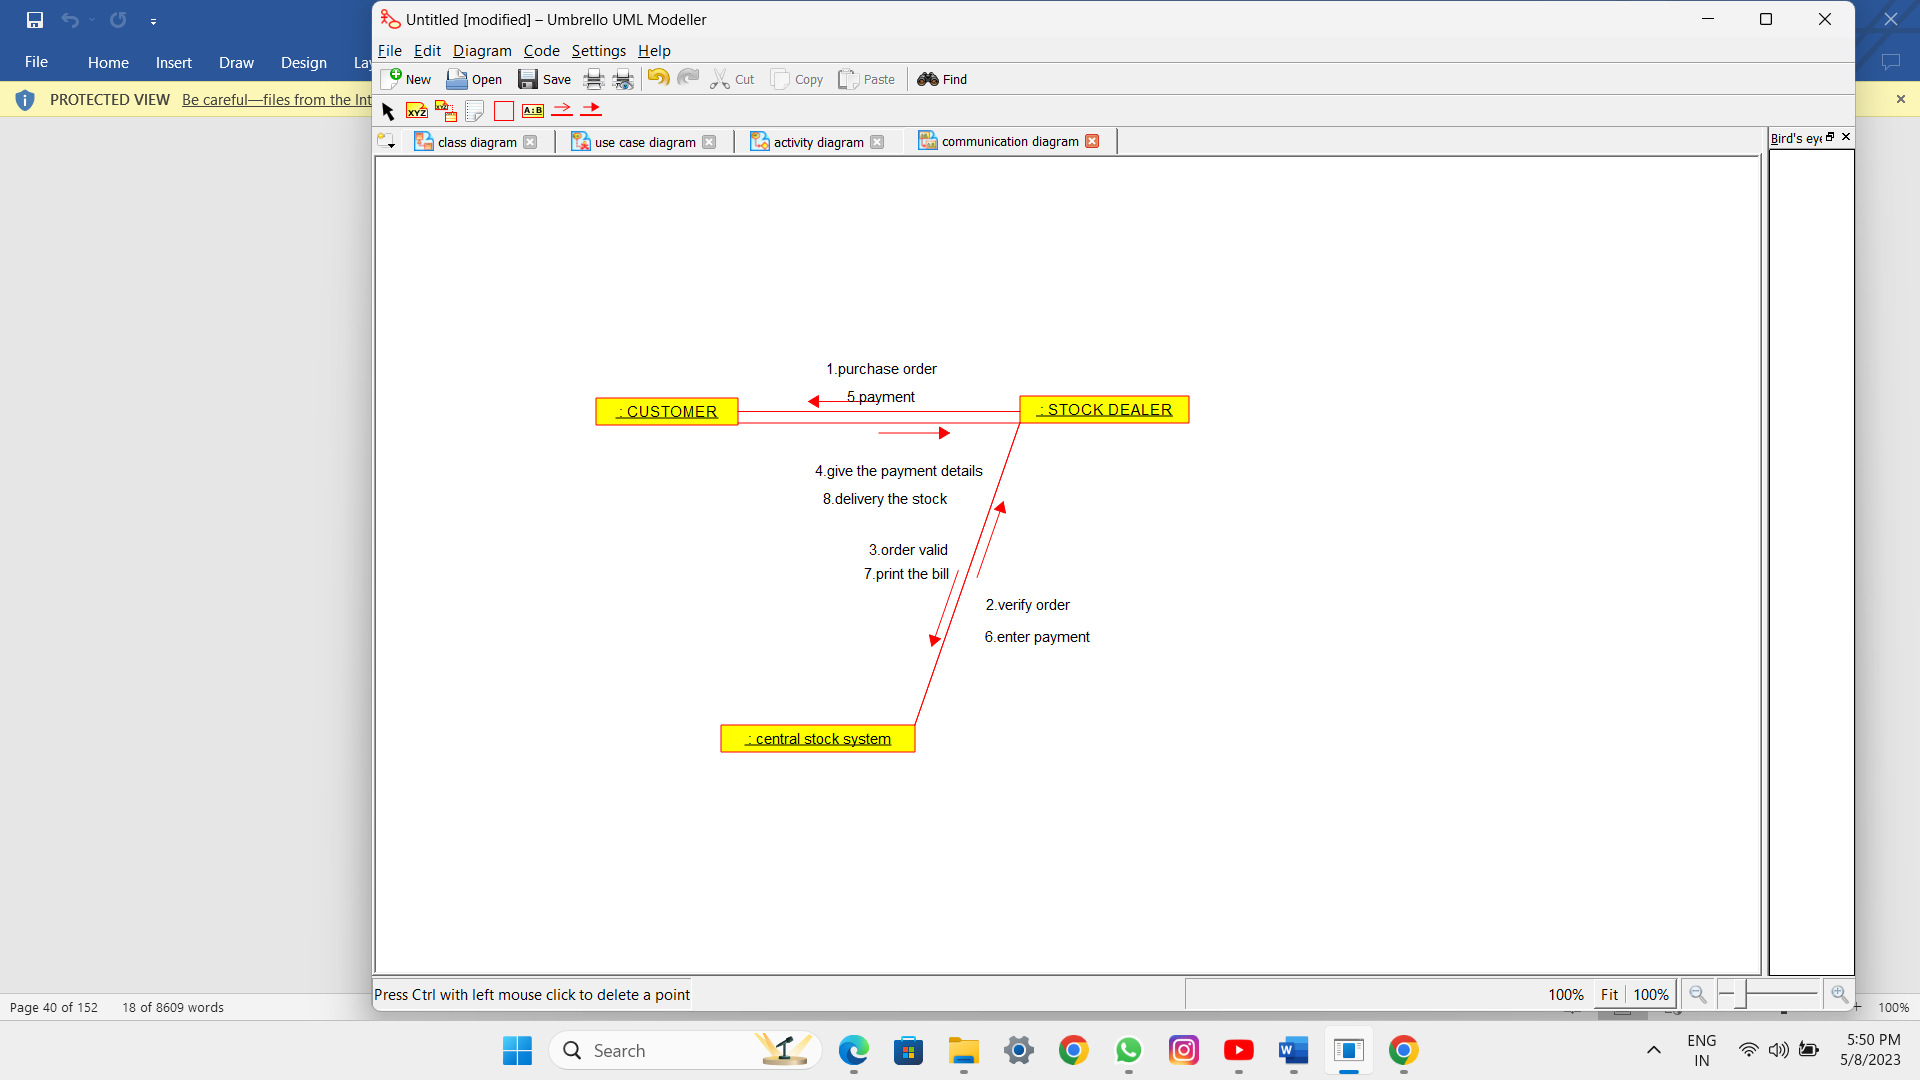 Untitled [modified] – Umbrello UML Modeller
File Edit Diagram Code Settings Help
File Home Insert Draw Design Lay
New Open Save Cut Copy Paste Find
PROTECTED VIEW Be careful—files from the Int
XYZ XYZ A:B
class diagram use case diagram activity diagram communication diagram
Bird's eye
1.purchase order
5.payment
: CUSTOMER
: STOCK DEALER
4.give the payment details
8.delivery the stock
3.order valid
7.print the bill
2.verify order
6.enter payment
: central stock system
Press Ctrl with left mouse click to delete a point
100% Fit 100%
Page 40 of 152 18 of 8609 words
100%
Search
ENG
IN
5:50 PM
5/8/2023